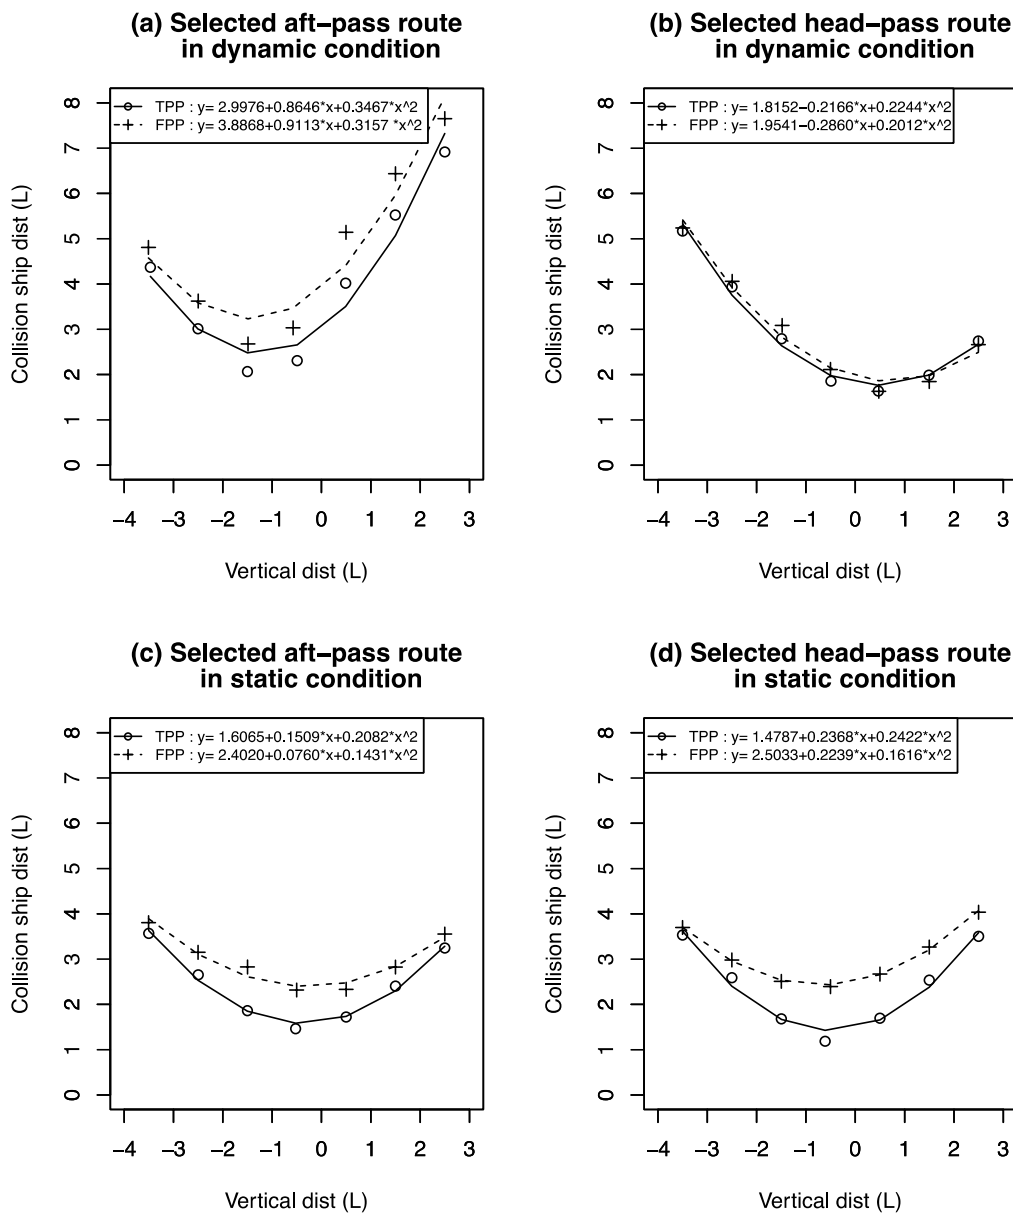 (a) Selected aft−pass route
in dynamic condition
TPP : y= 2.9976+0.8646*x+0.3467*x^2
FPP : y= 3.8868+0.9113*x+0.3157 *x^2
Collision ship dist (L)
8
7
6
5
4
3
2
1
0
−4 −3 −2 −1 0 1 2 3
Vertical dist (L)
(b) Selected head−pass route
in dynamic condition
TPP : y= 1.8152−0.2166*x+0.2244*x^2
FPP : y= 1.9541−0.2860*x+0.2012*x^2
Collision ship dist (L)
8
7
6
5
4
3
2
1
0
−4 −3 −2 −1 0 1 2 3
Vertical dist (L)
(c) Selected aft−pass route
in static condition
TPP : y= 1.6065+0.1509*x+0.2082*x^2
FPP : y= 2.4020+0.0760*x+0.1431*x^2
Collision ship dist (L)
8
7
6
5
4
3
2
1
0
−4 −3 −2 −1 0 1 2 3
Vertical dist (L)
(d) Selected head−pass route
in static condition
TPP : y= 1.4787+0.2368*x+0.2422*x^2
FPP : y= 2.5033+0.2239*x+0.1616*x^2
Collision ship dist (L)
8
7
6
5
4
3
2
1
0
−4 −3 −2 −1 0 1 2 3
Vertical dist (L)